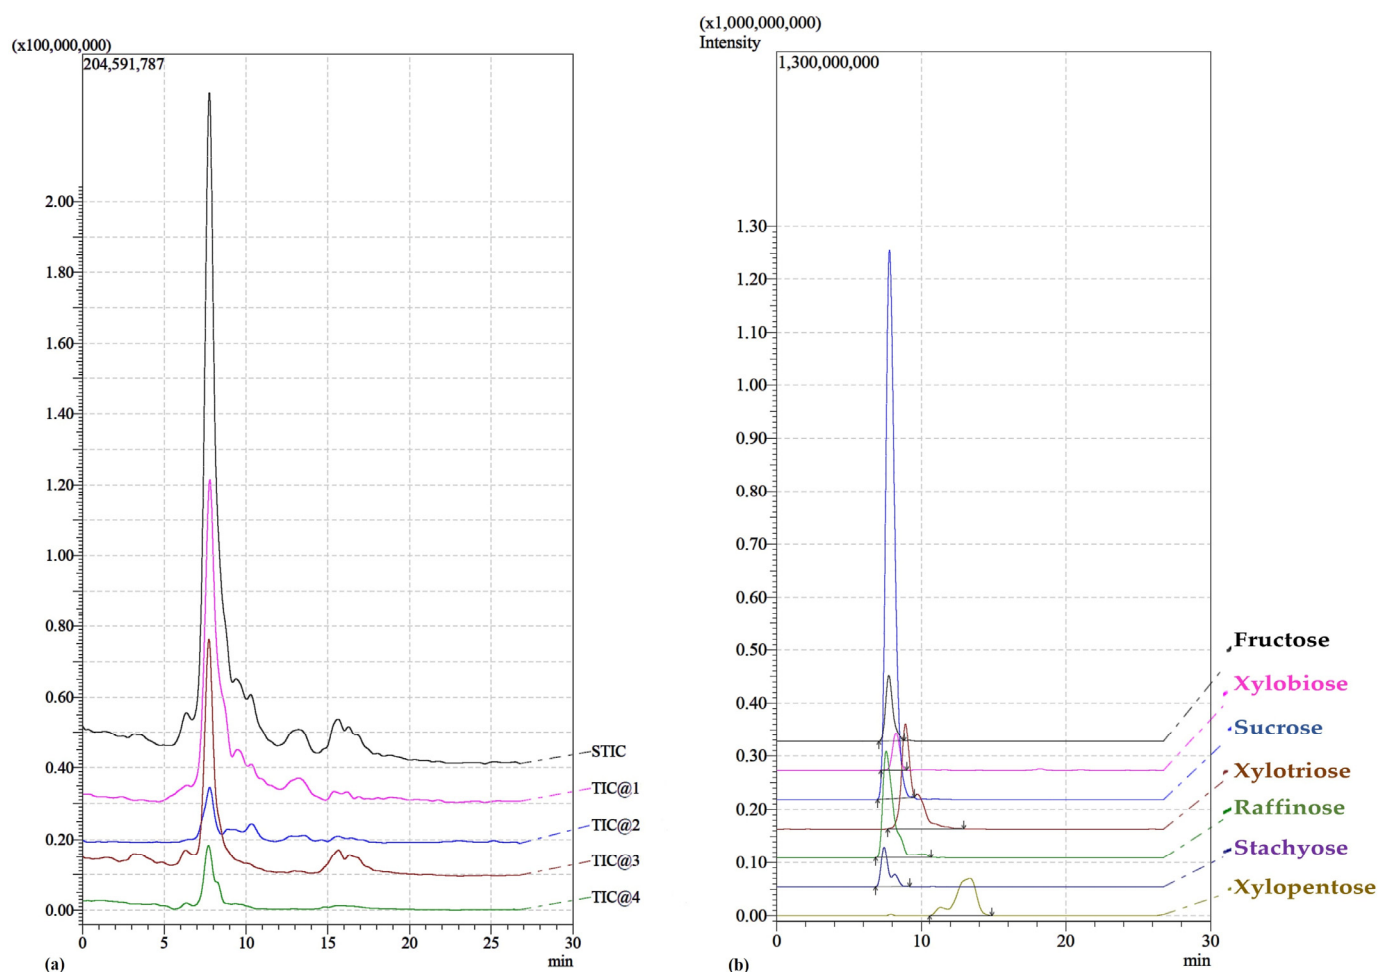 (x100,000,000)
204,591,787
2.00
1.80
1.60
1.40
1.20
1.00
0.80
0.60
0.40
0.20
0.00
STIC
TIC@1
TIC@2
TIC@3
TIC@4
0 5 10 15 20 25 30
min
(a)
(x1,000,000,000)
Intensity
1,300,000,000
1.30
1.20
1.10
1.00
0.90
0.80
0.70
0.60
0.50
0.40
0.30
0.20
0.10
0.00
Fructose
Xylobiose
Sucrose
Xylotriose
Raffinose
Stachyose
Xylopentose
0 10 20 30
min
(b)